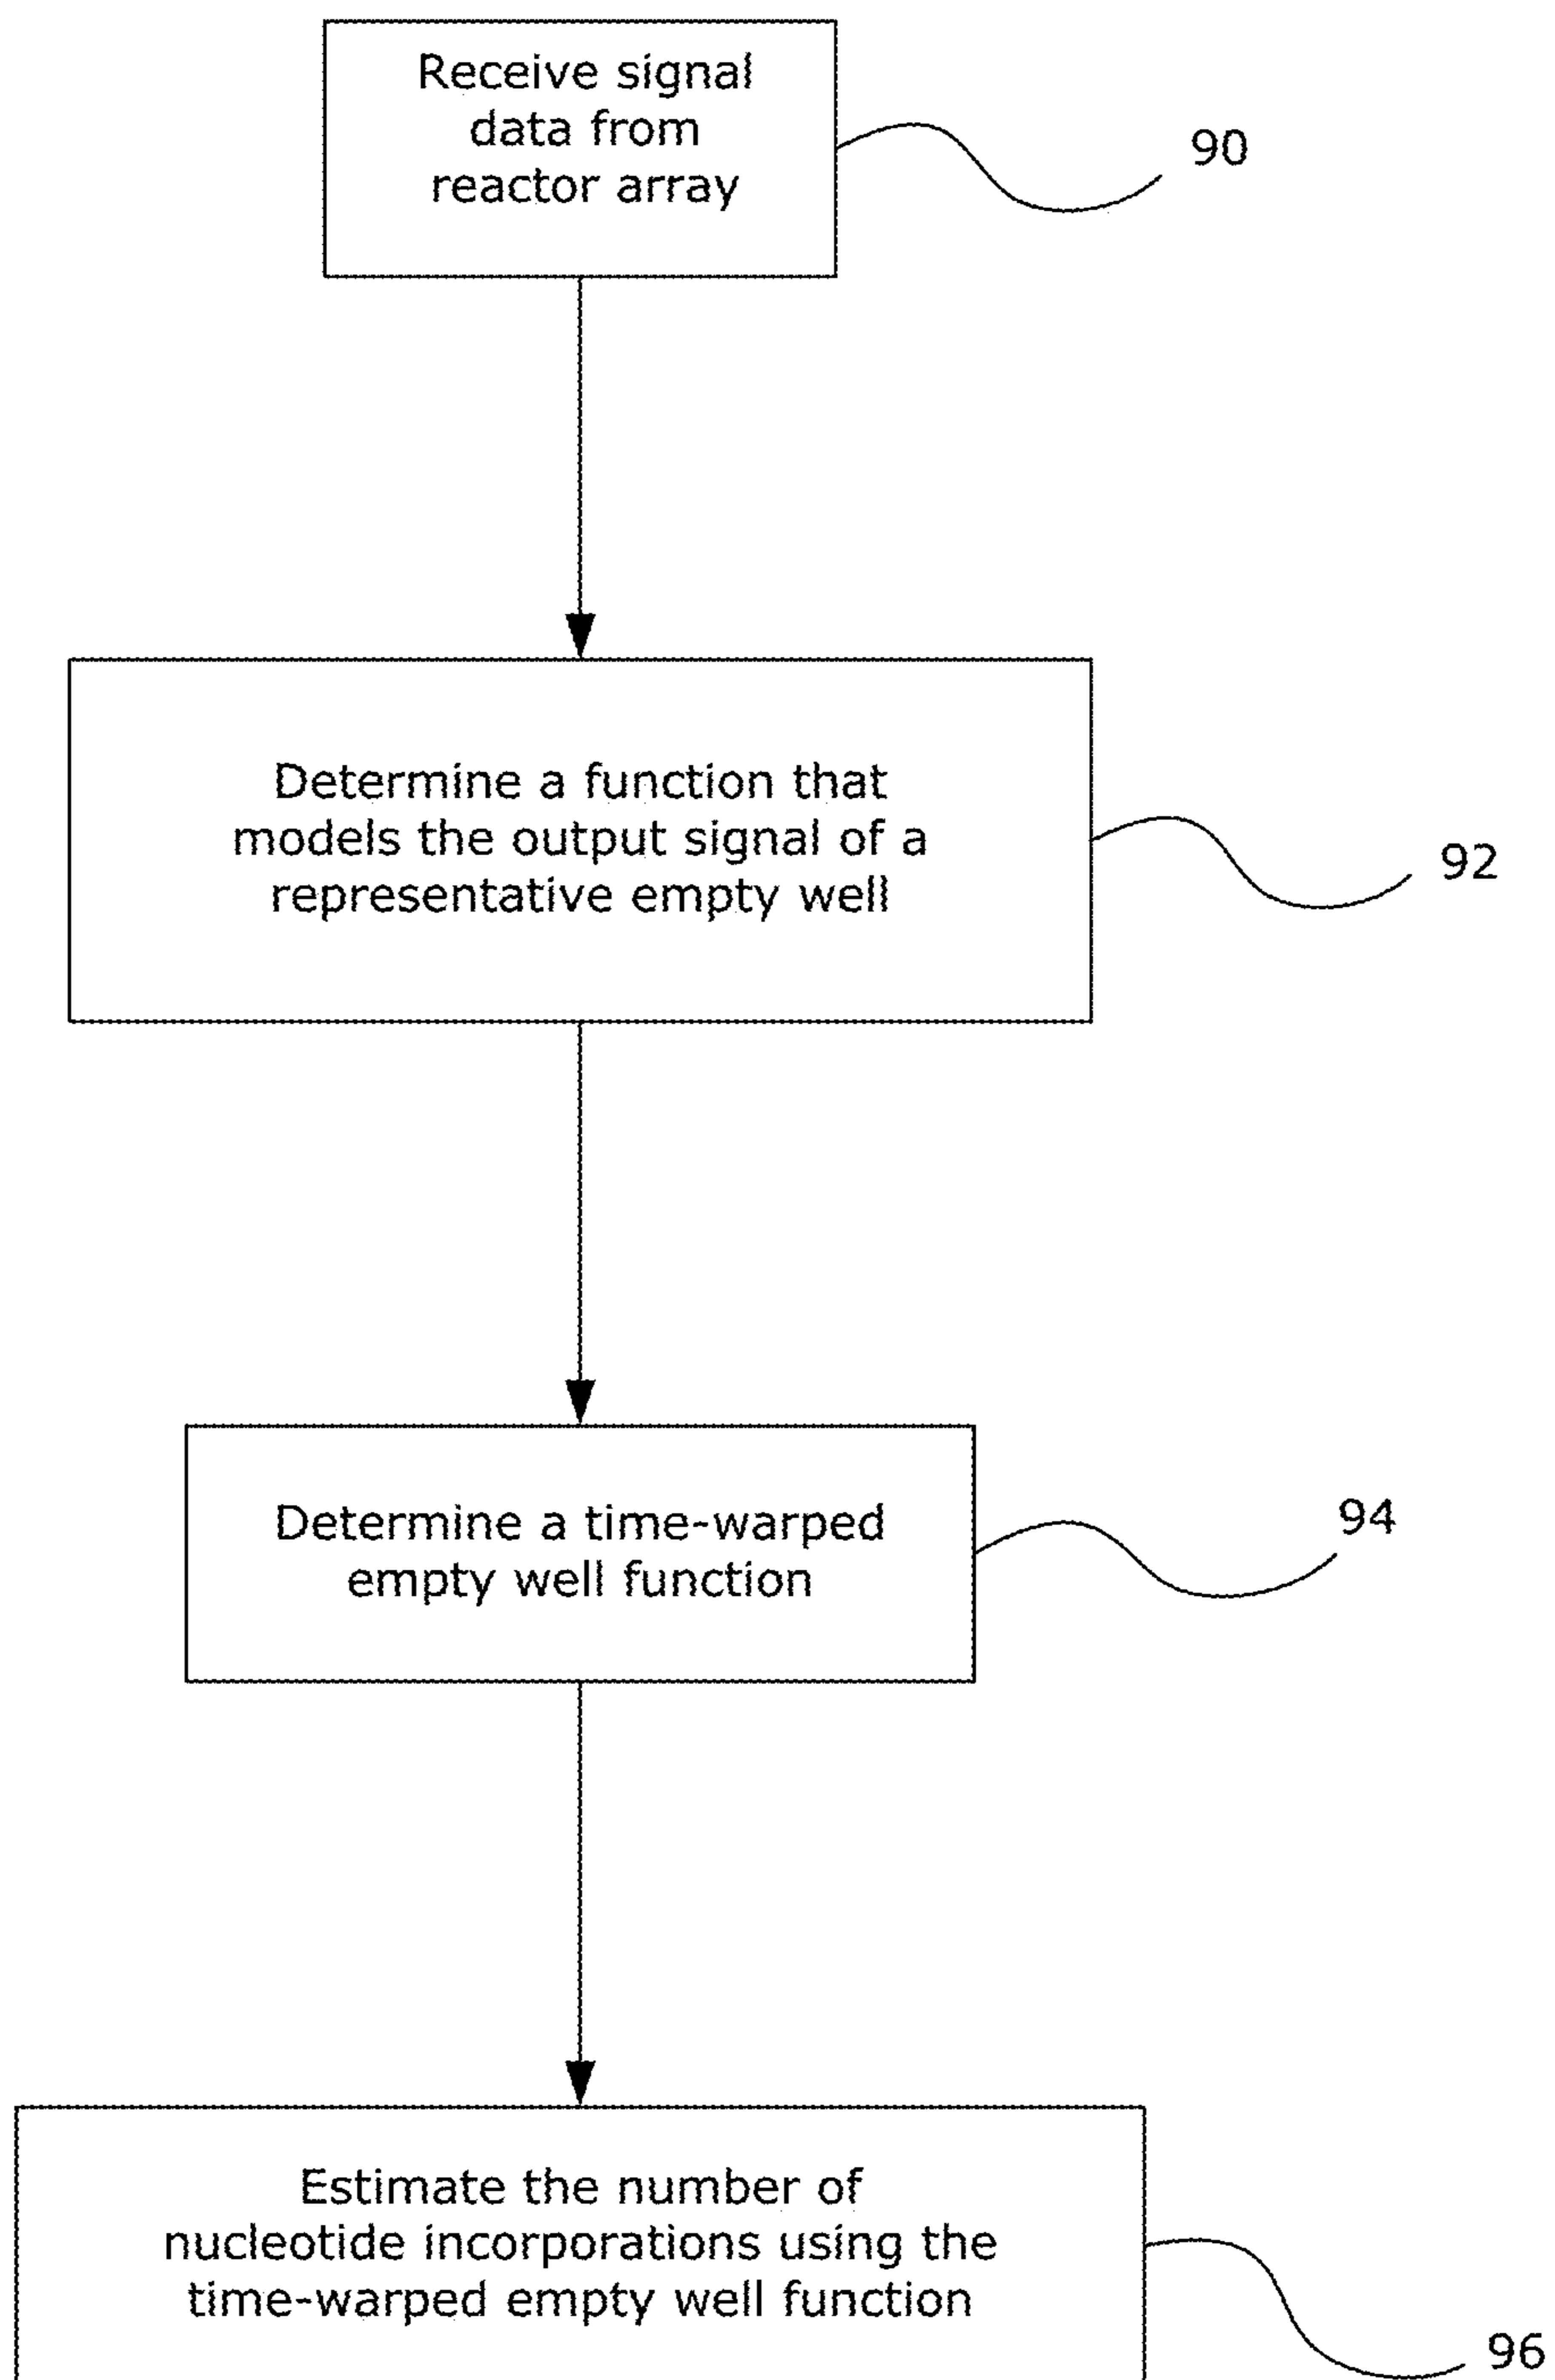 Receive signal
data from
reactor array
90
Determine a function that
models the output signal of a
representative empty well
92
Determine a time-warped
empty well function
94
Estimate the number of
nucleotide incorporations using the
time-warped empty well function
96